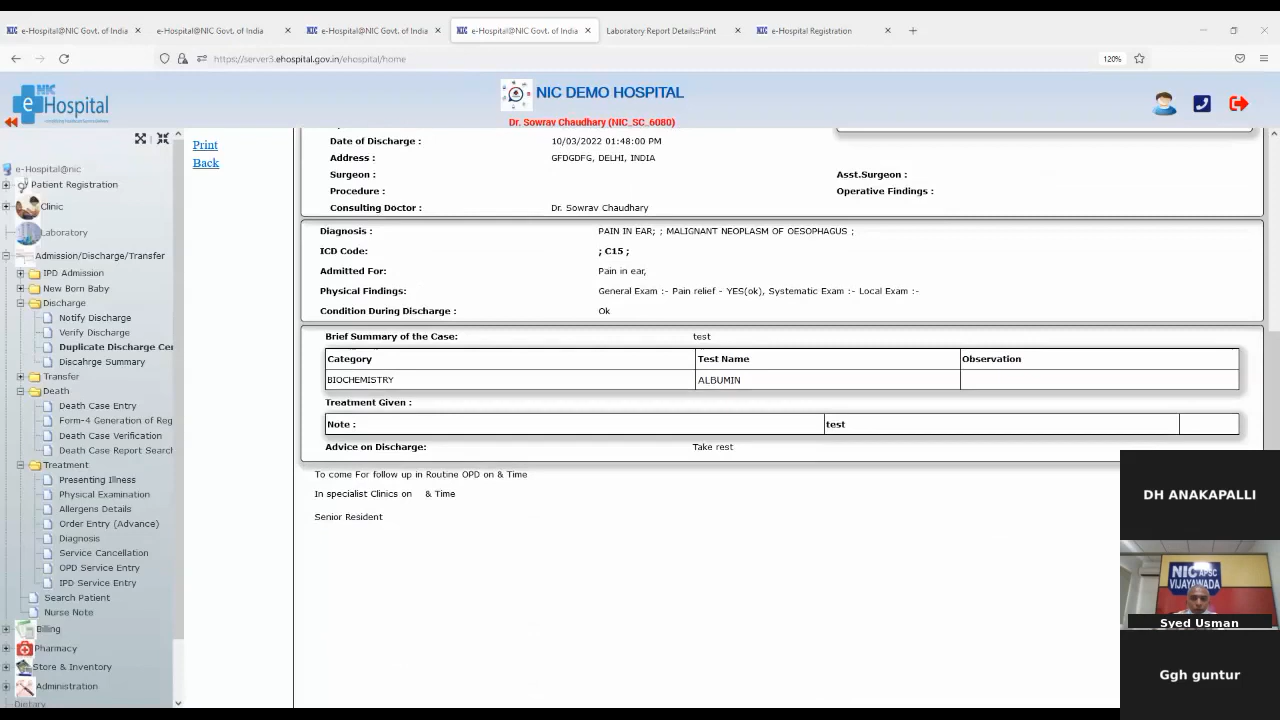 e-Hospital@NIC Govt. of India
e-Hospital@NIC Govt. of India
e-Hospital@NIC Govt. of India
e-Hospital@NIC Govt. of India
Laboratory Report Details::Print
e-Hospital Registration
https://server3.ehospital.gov.in/ehospital/home
120%
NIC
eHospital
NIC DEMO HOSPITAL
Dr. Sowrav Chaudhary (NIC_SC_6080)
e-Hospital@nic
Patient Registration
Clinic
Laboratory
Admission/Discharge/Transfer
IPD Admission
New Born Baby
Discharge
Notify Discharge
Verify Discharge
Duplicate Discharge Cer
Discahrge Summary
Transfer
Death
Death Case Entry
Form-4 Generation of Reg
Death Case Verification
Death Case Report Search
Treatment
Presenting Illness
Physical Examination
Allergens Details
Order Entry (Advance)
Diagnosis
Service Cancellation
OPD Service Entry
IPD Service Entry
Search Patient
Nurse Note
Billing
Pharmacy
Store & Inventory
Administration
Dietary
Print
Back
Date of Discharge : 10/03/2022 01:48:00 PM
Address : GFDGDFG, DELHI, INDIA
Surgeon : Asst.Surgeon :
Procedure : Operative Findings :
Consulting Doctor : Dr. Sowrav Chaudhary
Diagnosis : PAIN IN EAR; ; MALIGNANT NEOPLASM OF OESOPHAGUS ;
ICD Code: ; C15 ;
Admitted For: Pain in ear,
Physical Findings: General Exam :- Pain relief - YES(ok), Systematic Exam :- Local Exam :-
Condition During Discharge : Ok
Brief Summary of the Case: test
Category Test Name Observation
BIOCHEMISTRY ALBUMIN
Treatment Given :
Note : test
Advice on Discharge: Take rest
To come For follow up in Routine OPD on & Time
In specialist Clinics on & Time
Senior Resident
DH ANAKAPALLI
NIC APSC
VIJAYAWADA
Syed Usman
Ggh guntur